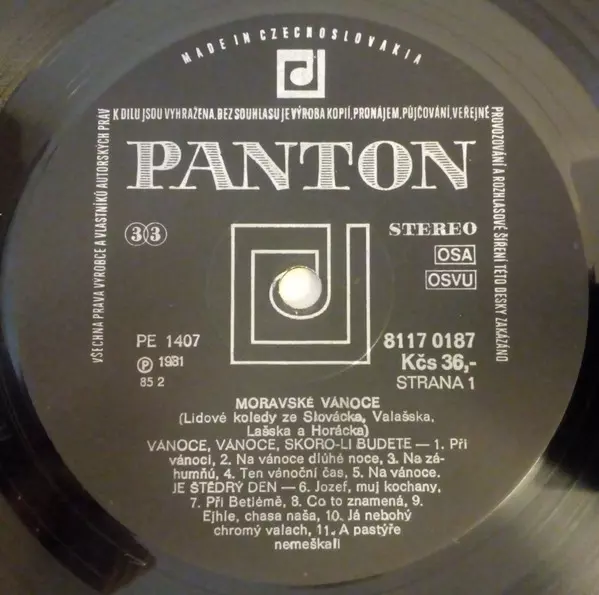 MADE IN CZECHOSLOVAKIA
VŠECHNA PRÁVA VÝROBCE A VLASTNÍKŮ AUTORSKÝCH PRÁV
K DÍLU JSOU VYHRAŽENA. BEZ SOUHLASU JE VÝROBA KOPIÍ, PRONÁJEM, PŮJČOVÁNÍ, VEŘEJNÉ
PROVOZOVÁNÍ A ROZHLASOVÉ ŠÍŘENÍ TÉTO DESKY ZAKÁZÁNO
PANTON
33
STEREO
OSA
OSVU
PE 1407
℗ 1981
85 2
8117 0187
Kčs 36,-
STRANA 1
MORAVSKÉ VÁNOCE
(Lidové koledy ze Slovácka, Valašska,
Lašska a Horácka)
VÁNOCE, VÁNOCE, SKORO-LI BUDETE — 1. Při
vánoci, 2. Na vánoce dlúhé noce, 3. Na zá-
humňú, 4. Ten vánoční čas, 5. Na vánoce.
JE ŠTĚDRÝ DEN — 6. Jozef, muj kochany,
7. Při Betlémě, 8. Co to znamená, 9.
Ejhle, chasa naša, 10. Já nebohý
chromý valach, 11. A pastýře
nemeškali